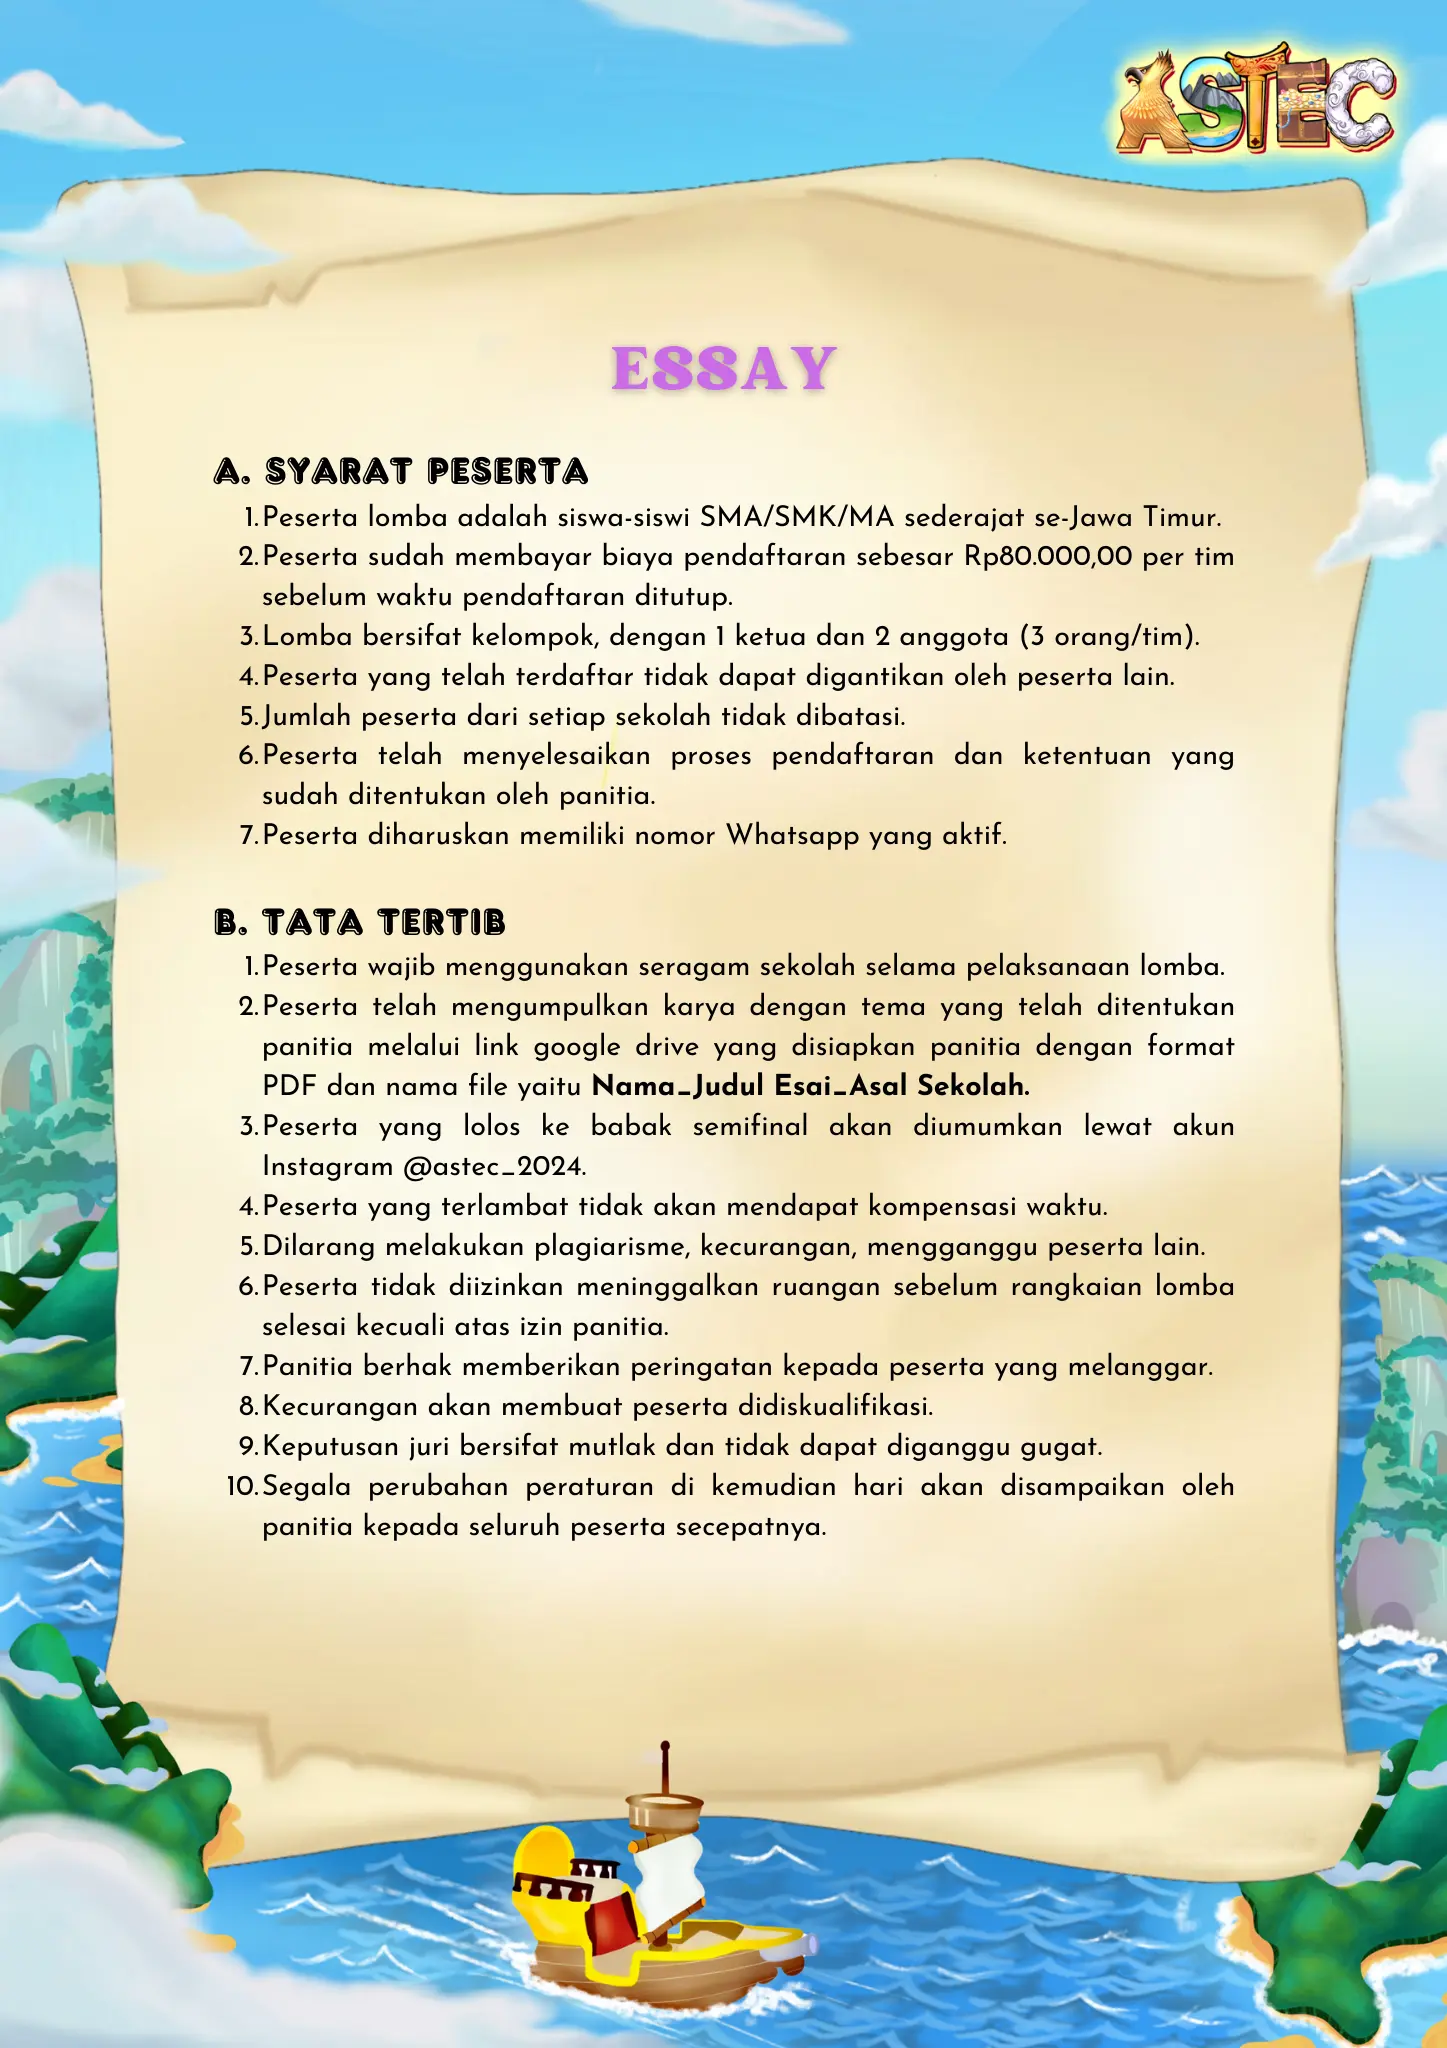 ASTEC
ESSAY
A. SYARAT PESERTA
1. Peserta lomba adalah siswa-siswi SMA/SMK/MA sederajat se-Jawa Timur.
2. Peserta sudah membayar biaya pendaftaran sebesar Rp80.000,00 per tim
sebelum waktu pendaftaran ditutup.
3. Lomba bersifat kelompok, dengan 1 ketua dan 2 anggota (3 orang/tim).
4. Peserta yang telah terdaftar tidak dapat digantikan oleh peserta lain.
5. Jumlah peserta dari setiap sekolah tidak dibatasi.
6. Peserta telah menyelesaikan proses pendaftaran dan ketentuan yang
sudah ditentukan oleh panitia.
7. Peserta diharuskan memiliki nomor Whatsapp yang aktif.
B. TATA TERTIB
1. Peserta wajib menggunakan seragam sekolah selama pelaksanaan lomba.
2. Peserta telah mengumpulkan karya dengan tema yang telah ditentukan
panitia melalui link google drive yang disiapkan panitia dengan format
PDF dan nama file yaitu Nama_Judul Esai_Asal Sekolah.
3. Peserta yang lolos ke babak semifinal akan diumumkan lewat akun
Instagram @astec_2024.
4. Peserta yang terlambat tidak akan mendapat kompensasi waktu.
5. Dilarang melakukan plagiarisme, kecurangan, mengganggu peserta lain.
6. Peserta tidak diizinkan meninggalkan ruangan sebelum rangkaian lomba
selesai kecuali atas izin panitia.
7. Panitia berhak memberikan peringatan kepada peserta yang melanggar.
8. Kecurangan akan membuat peserta didiskualifikasi.
9. Keputusan juri bersifat mutlak dan tidak dapat diganggu gugat.
10. Segala perubahan peraturan di kemudian hari akan disampaikan oleh
panitia kepada seluruh peserta secepatnya.